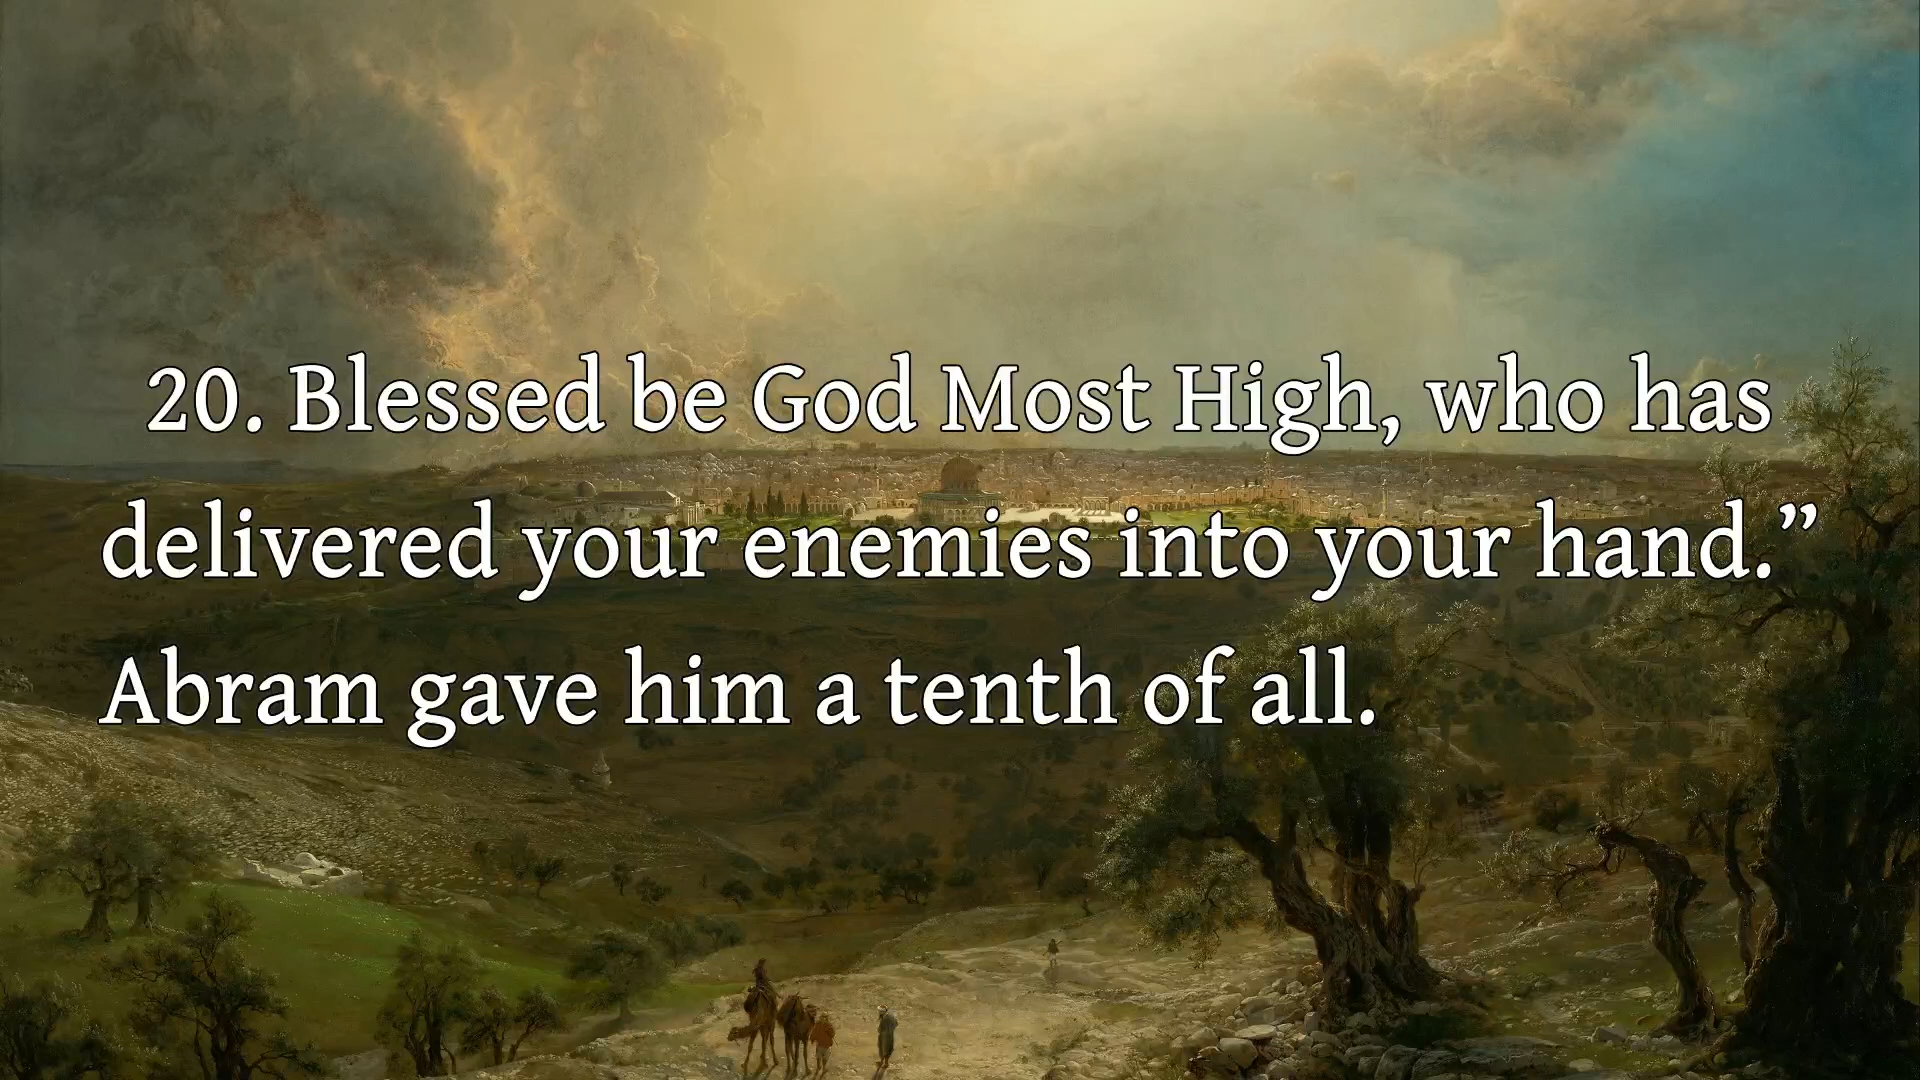 20. Blessed be God Most High, who has
delivered your enemies into your hand.”
Abram gave him a tenth of all.